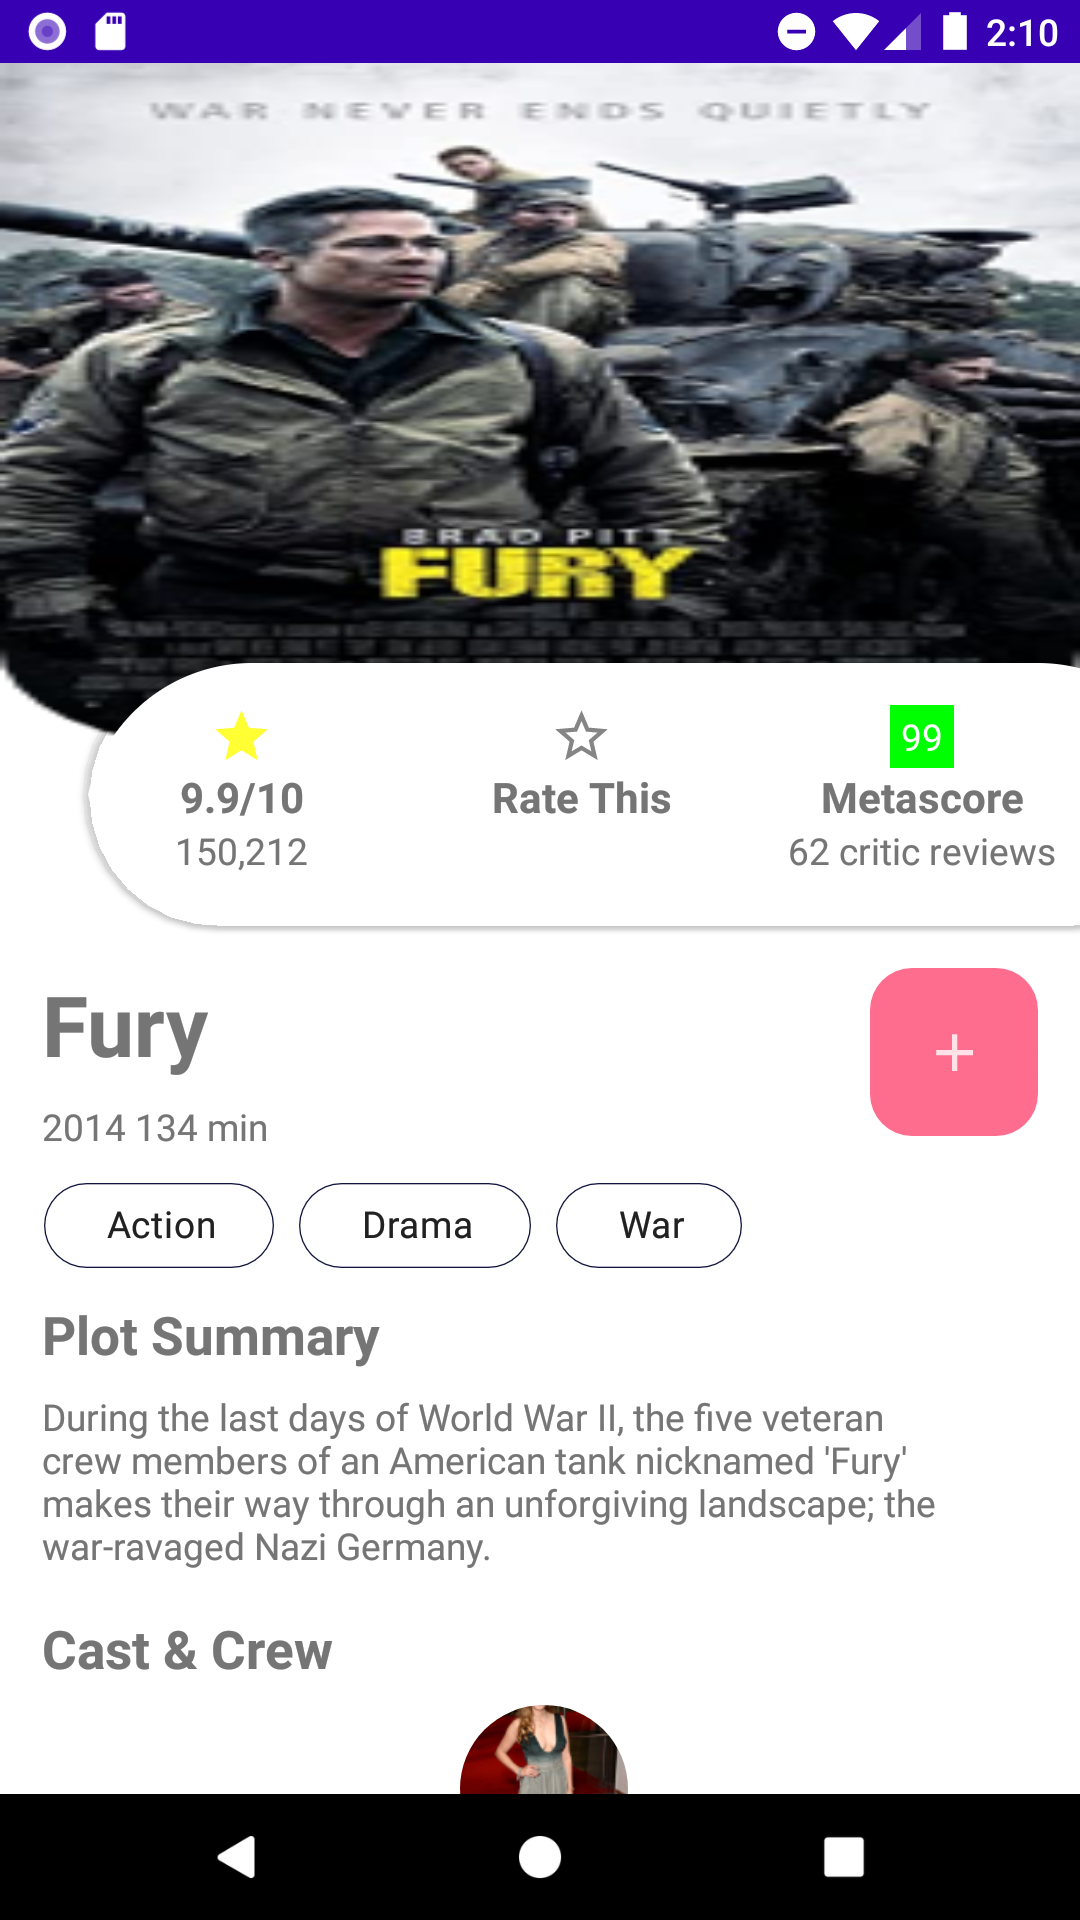 2:10
WAR NEVER ENDS QUIETLY
FURY
BRAD PITT
FURY
99
9.9/10
Rate This
Metascore
150,212
62 critic reviews
Fury
+
2014 134 min
Action
Drama
War
Plot Summary
During the last days of World War II, the five veteran
crew members of an American tank nicknamed 'Fury'
makes their way through an unforgiving landscape; the
war-ravaged Nazi Germany.
Cast & Crew